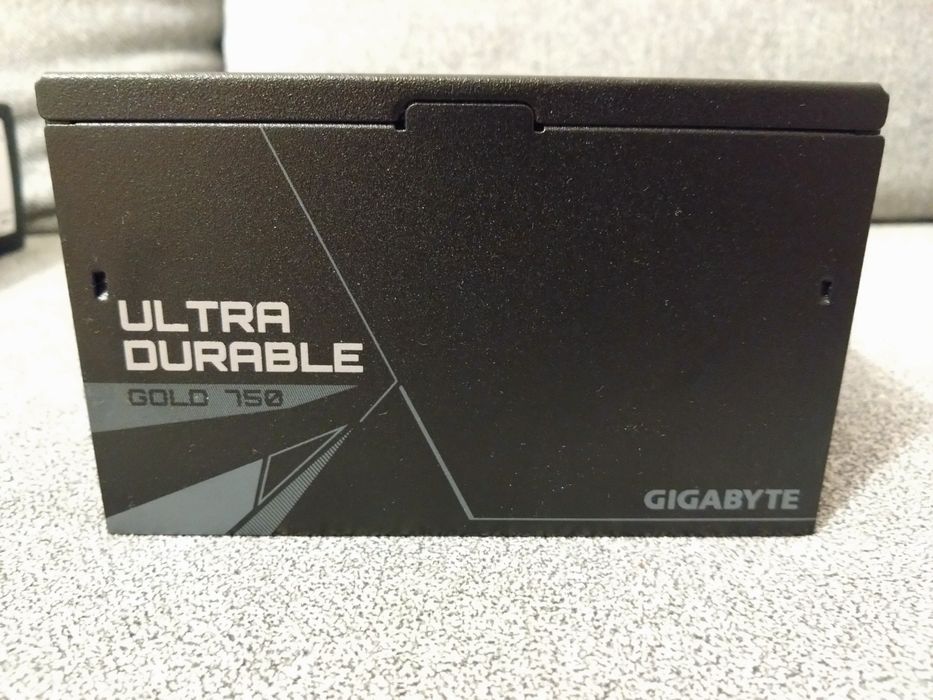 ULTRA
DURABLE
GOLD 750
GIGABYTE